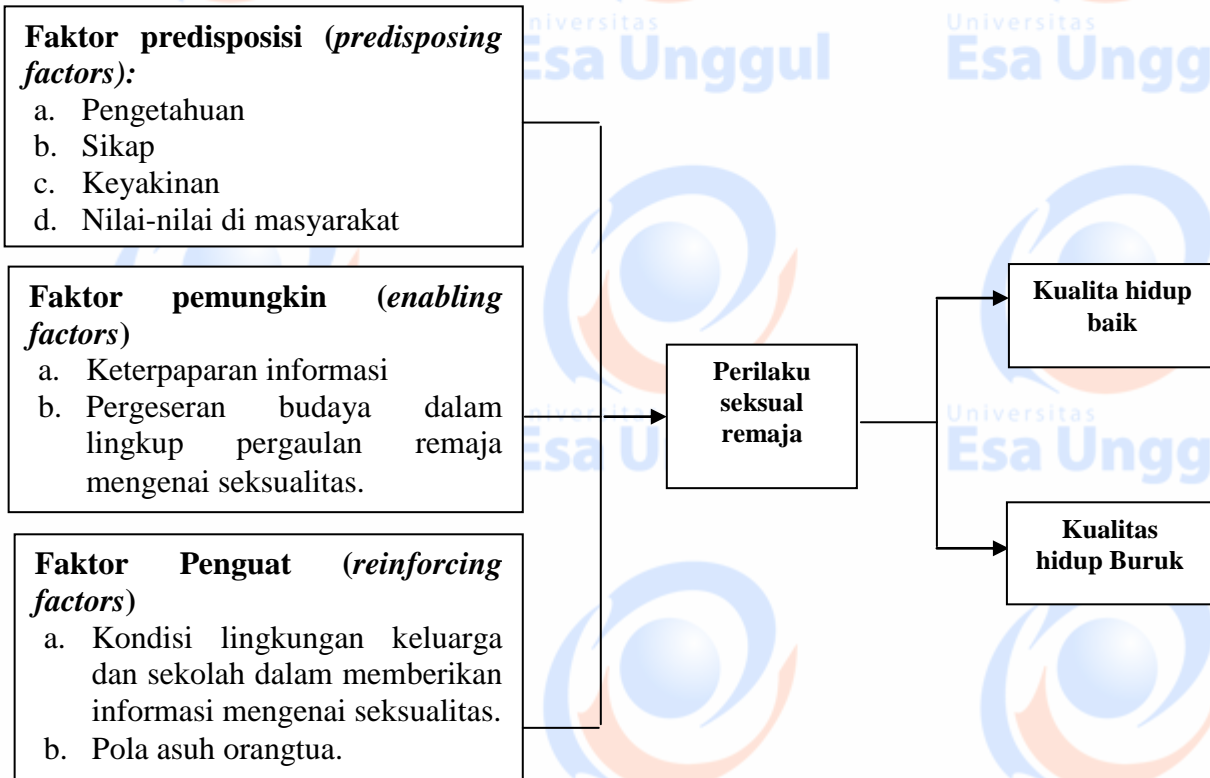 Faktor predisposisi (predisposing
factors):
a. Pengetahuan
b. Sikap
c. Keyakinan
d. Nilai-nilai di masyarakat
Faktor pemungkin (enabling
factors)
a. Keterpaparan informasi
b. Pergeseran budaya dalam
lingkup pergaulan remaja
mengenai seksualitas.
Faktor Penguat (reinforcing
factors)
a. Kondisi lingkungan keluarga
dan sekolah dalam memberikan
informasi mengenai seksualitas.
b. Pola asuh orangtua.
Perilaku
seksual
remaja
Kualita hidup
baik
Kualitas
hidup Buruk
Universitas
Esa Unggul
Universitas
Esa Ungg
niversitas
Esa U
Universitas
Esa Ungg